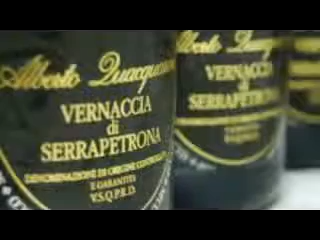 Alberto Quacquarini
VERNACCIA
di
SERRAPETRONA
DENOMINAZIONE DI ORIGINE CONTROLLATA
E GARANTITA
V.S.Q.P.R.D.
VERNACCIA
di
SERRAPETRONA